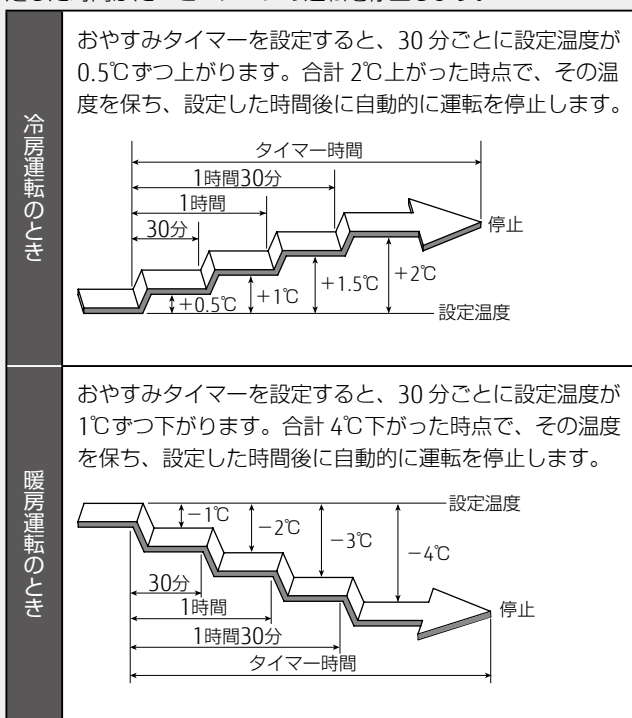 冷房運転のとき
おやすみタイマーを設定すると、30 分ごとに設定温度が
0.5℃ずつ上がります。合計 2℃上がった時点で、その温
度を保ち、設定した時間後に自動的に運転を停止します。
タイマー時間
1時間30分
1時間
30分
停止
+0.5℃
+1℃
+1.5℃
+2℃
設定温度
暖房運転のとき
おやすみタイマーを設定すると、30 分ごとに設定温度が
1℃ずつ下がります。合計 4℃下がった時点で、その温度
を保ち、設定した時間後に自動的に運転を停止します。
設定温度
−1℃
−2℃
−3℃
−4℃
30分
1時間
1時間30分
タイマー時間
停止